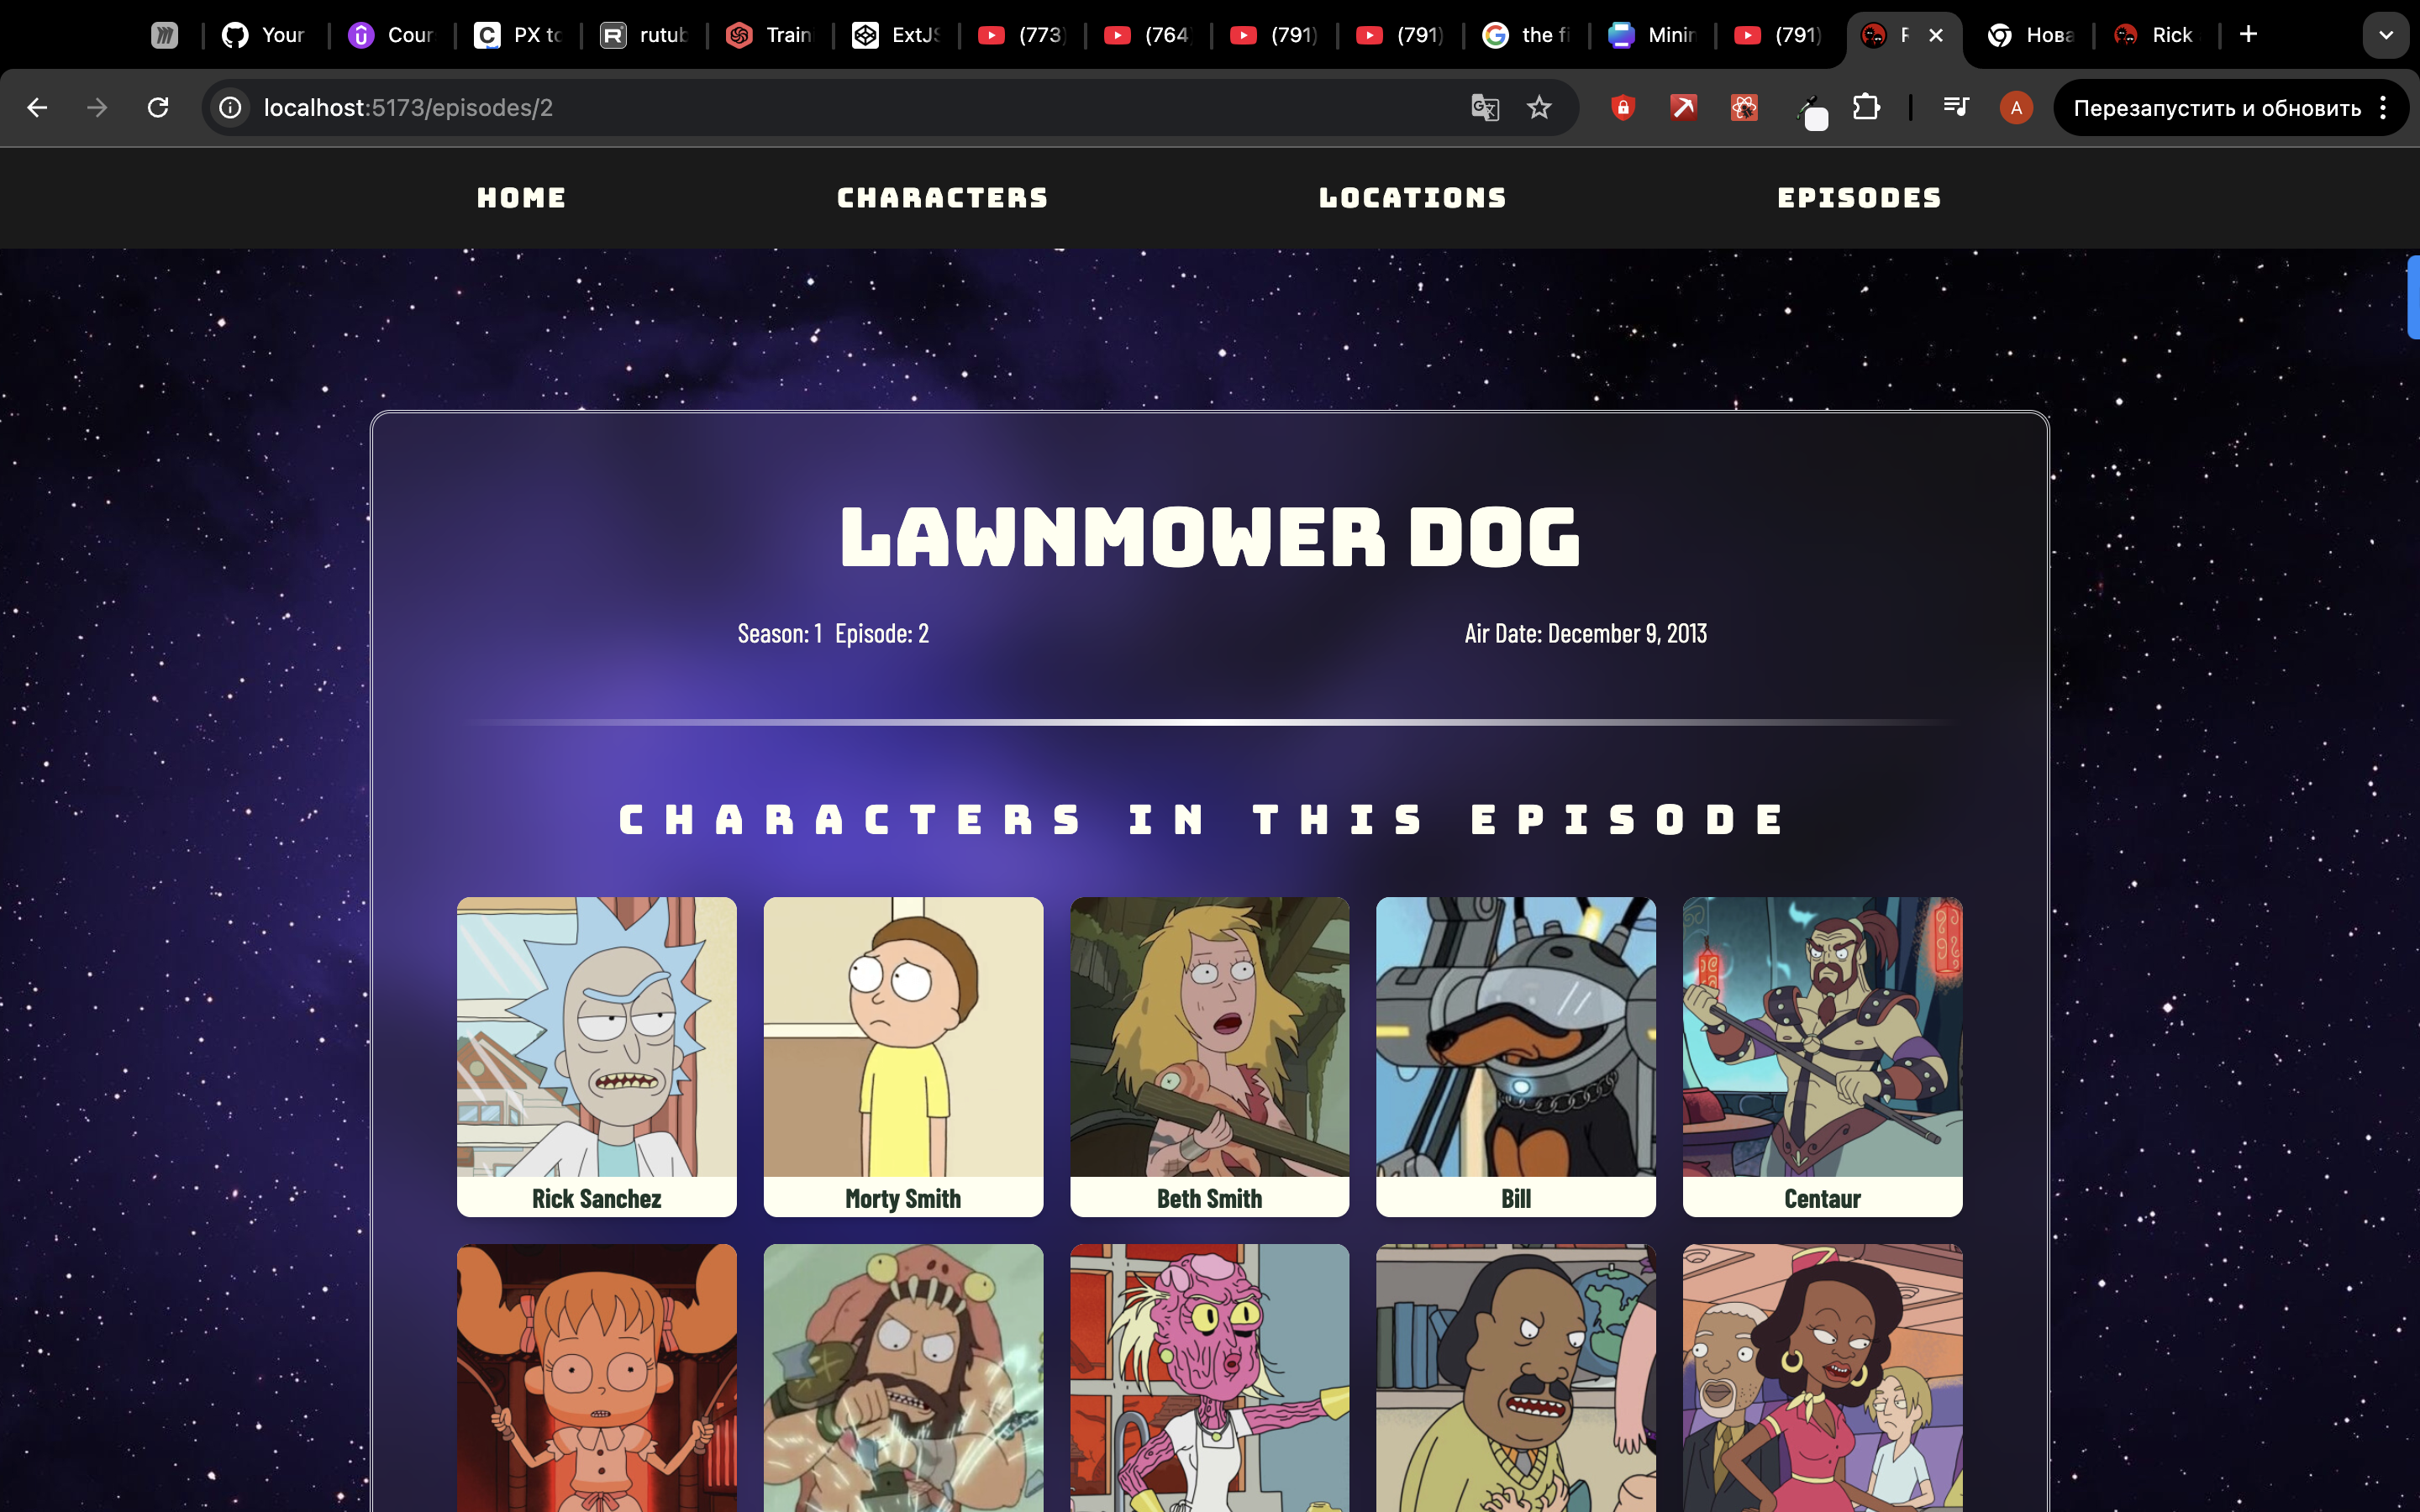 Your Cour PX to rutub Train ExtJS (773) (764 (791) (791) the fi Minin (791) Нова Rick
localhost:5173/episodes/2
A Перезапустить и обновить
HOME CHARACTERS LOCATIONS EPISODES
LAWNMOWER DOG
Season: 1 Episode: 2 Air Date: December 9, 2013
CHARACTERS IN THIS EPISODE
Rick Sanchez Morty Smith Beth Smith Bill Centaur